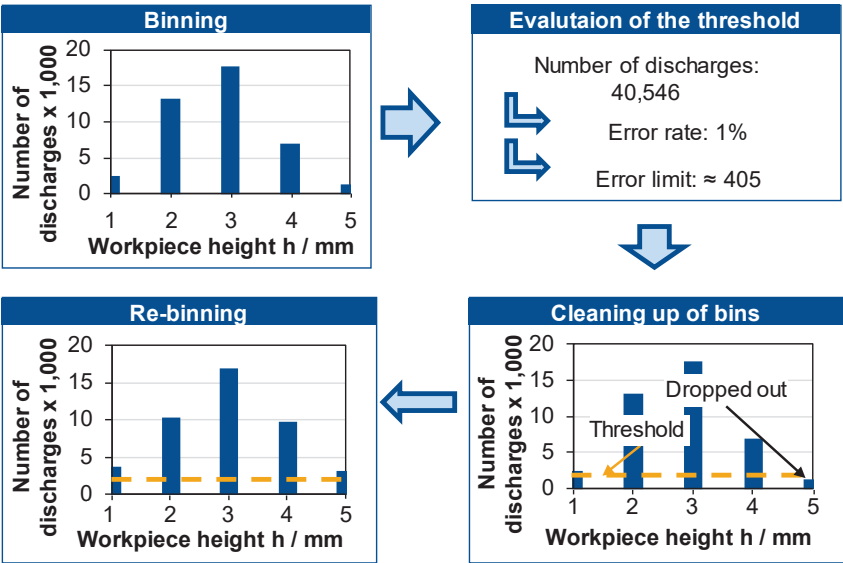 Binning
Number of
discharges x 1,000
20
15
10
5
0
1 2 3 4 5
Workpiece height h / mm
Evalutaion of the threshold
Number of discharges:
40,546
Error rate: 1%
Error limit: ≈ 405
Re-binning
Number of
discharges x 1,000
20
15
10
5
0
1 2 3 4 5
Workpiece height h / mm
Cleaning up of bins
Number of
discharges x 1,000
20
15
10
5
0
Dropped out
Threshold
1 2 3 4 5
Workpiece height h / mm